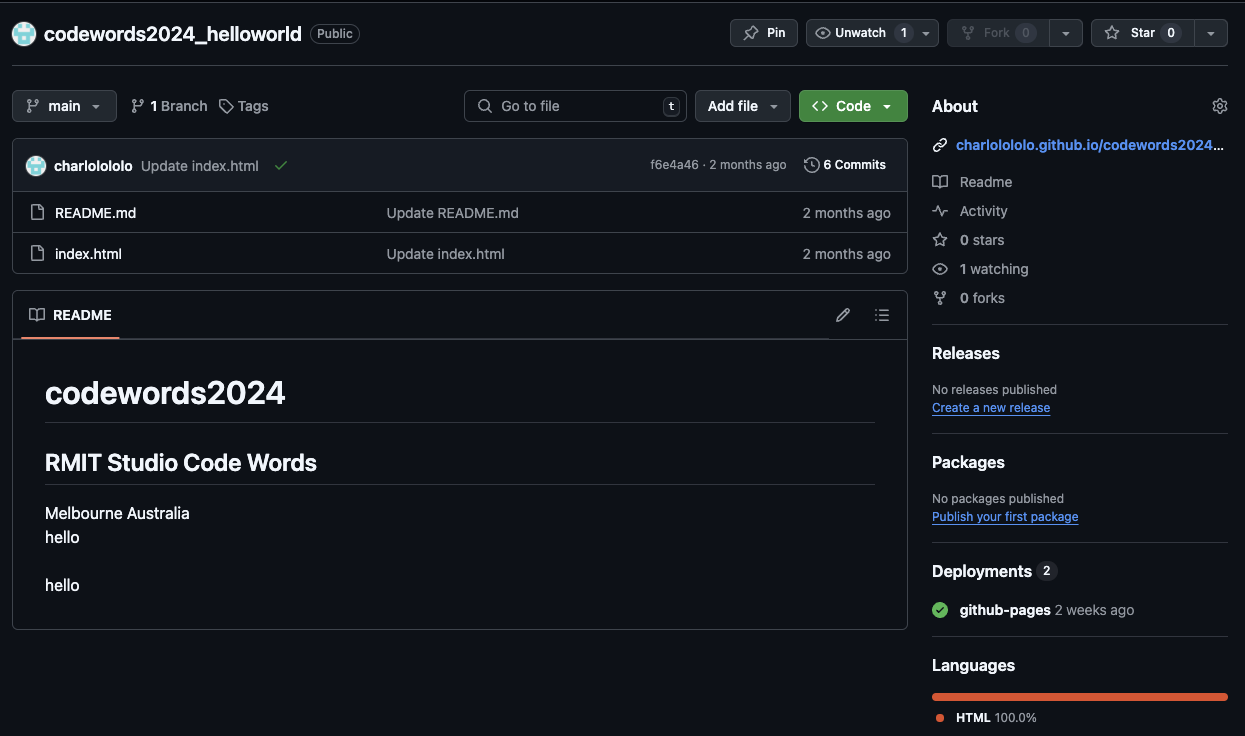 codewords2024_helloworld Public Pin Unwatch 1 Fork 0 Star 0
main 1 Branch Tags Go to file t Add file Code
charlolololo Update index.html f6e4a46 · 2 months ago 6 Commits
README.md Update README.md 2 months ago
index.html Update index.html 2 months ago
README
codewords2024
RMIT Studio Code Words
Melbourne Australia
hello
hello
About
charlolololo.github.io/codewords2024...
Readme
Activity
0 stars
1 watching
0 forks
Releases
No releases published
Create a new release
Packages
No packages published
Publish your first package
Deployments 2
github-pages 2 weeks ago
Languages
HTML 100.0%